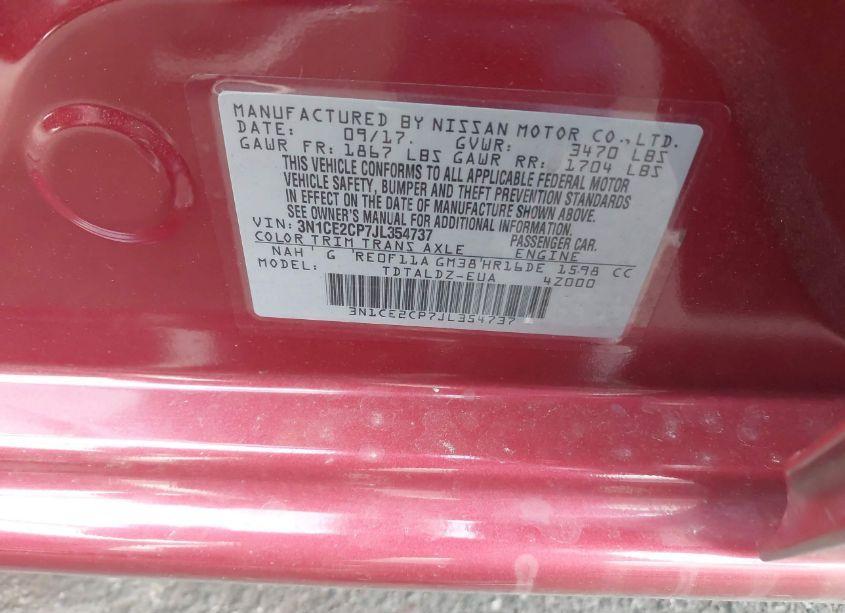 MANUFACTURED BY NISSAN MOTOR CO., LTD.
DATE: 09/17. GVWR: 3470 LBS
GAWR FR: 1867 LBS GAWR RR: 1704 LBS
THIS VEHICLE CONFORMS TO ALL APPLICABLE FEDERAL MOTOR
VEHICLE SAFETY, BUMPER AND THEFT PREVENTION STANDARDS
IN EFFECT ON THE DATE OF MANUFACTURE SHOWN ABOVE.
SEE OWNER'S MANUAL FOR ADDITIONAL INFORMATION.
VIN: 3N1CE2CP7JL354737 PASSENGER CAR.
COLOR TRIM TRANS AXLE ENGINE
NAH' G 'RE0F11A GM38'HR16DE 1598 CC
MODEL: TDTALDZ-EUA 4Z000
3N1CE2CP7JL354737